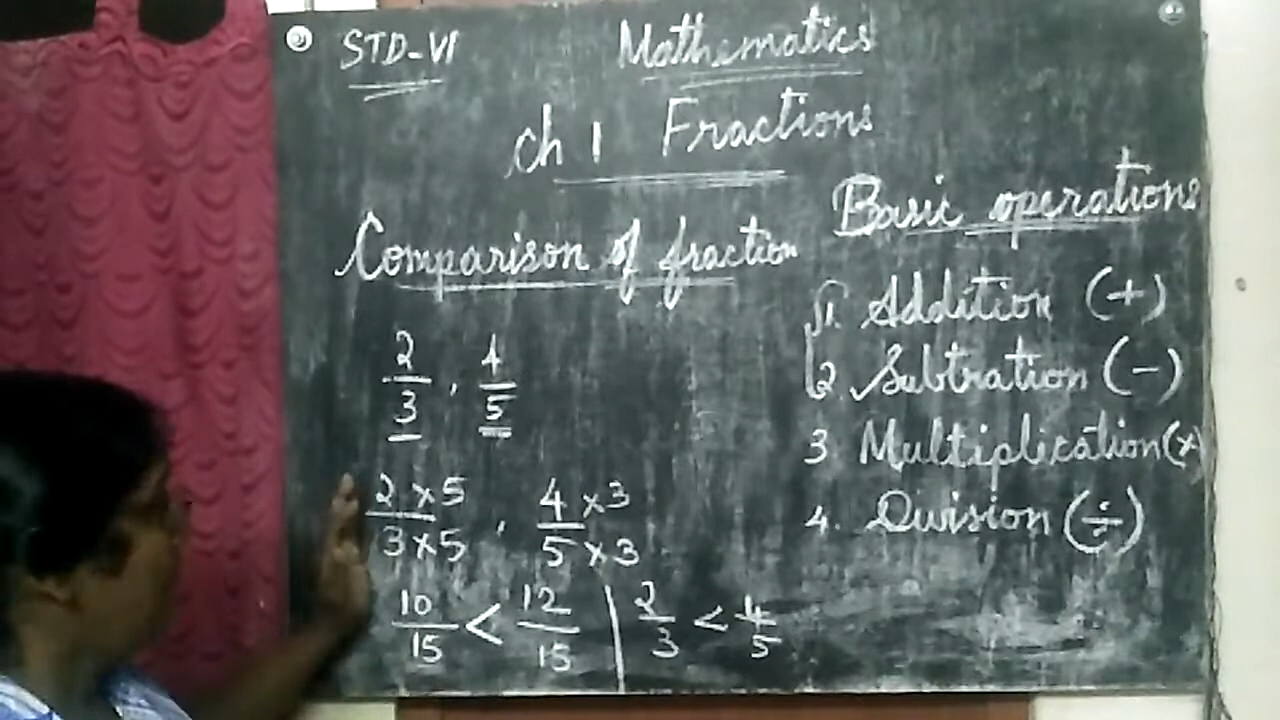 STD-VI
Mathematics
Ch 1 Fractions
Comparison of fraction
2/3 , 4/5
2×5/3×5 , 4×3/5×3
10/15 < 12/15 | 2/3 < 4/5
Basic operations
1. Addition (+)
2 Subtration (-)
3 Multiplication (×)
4. Division (÷)